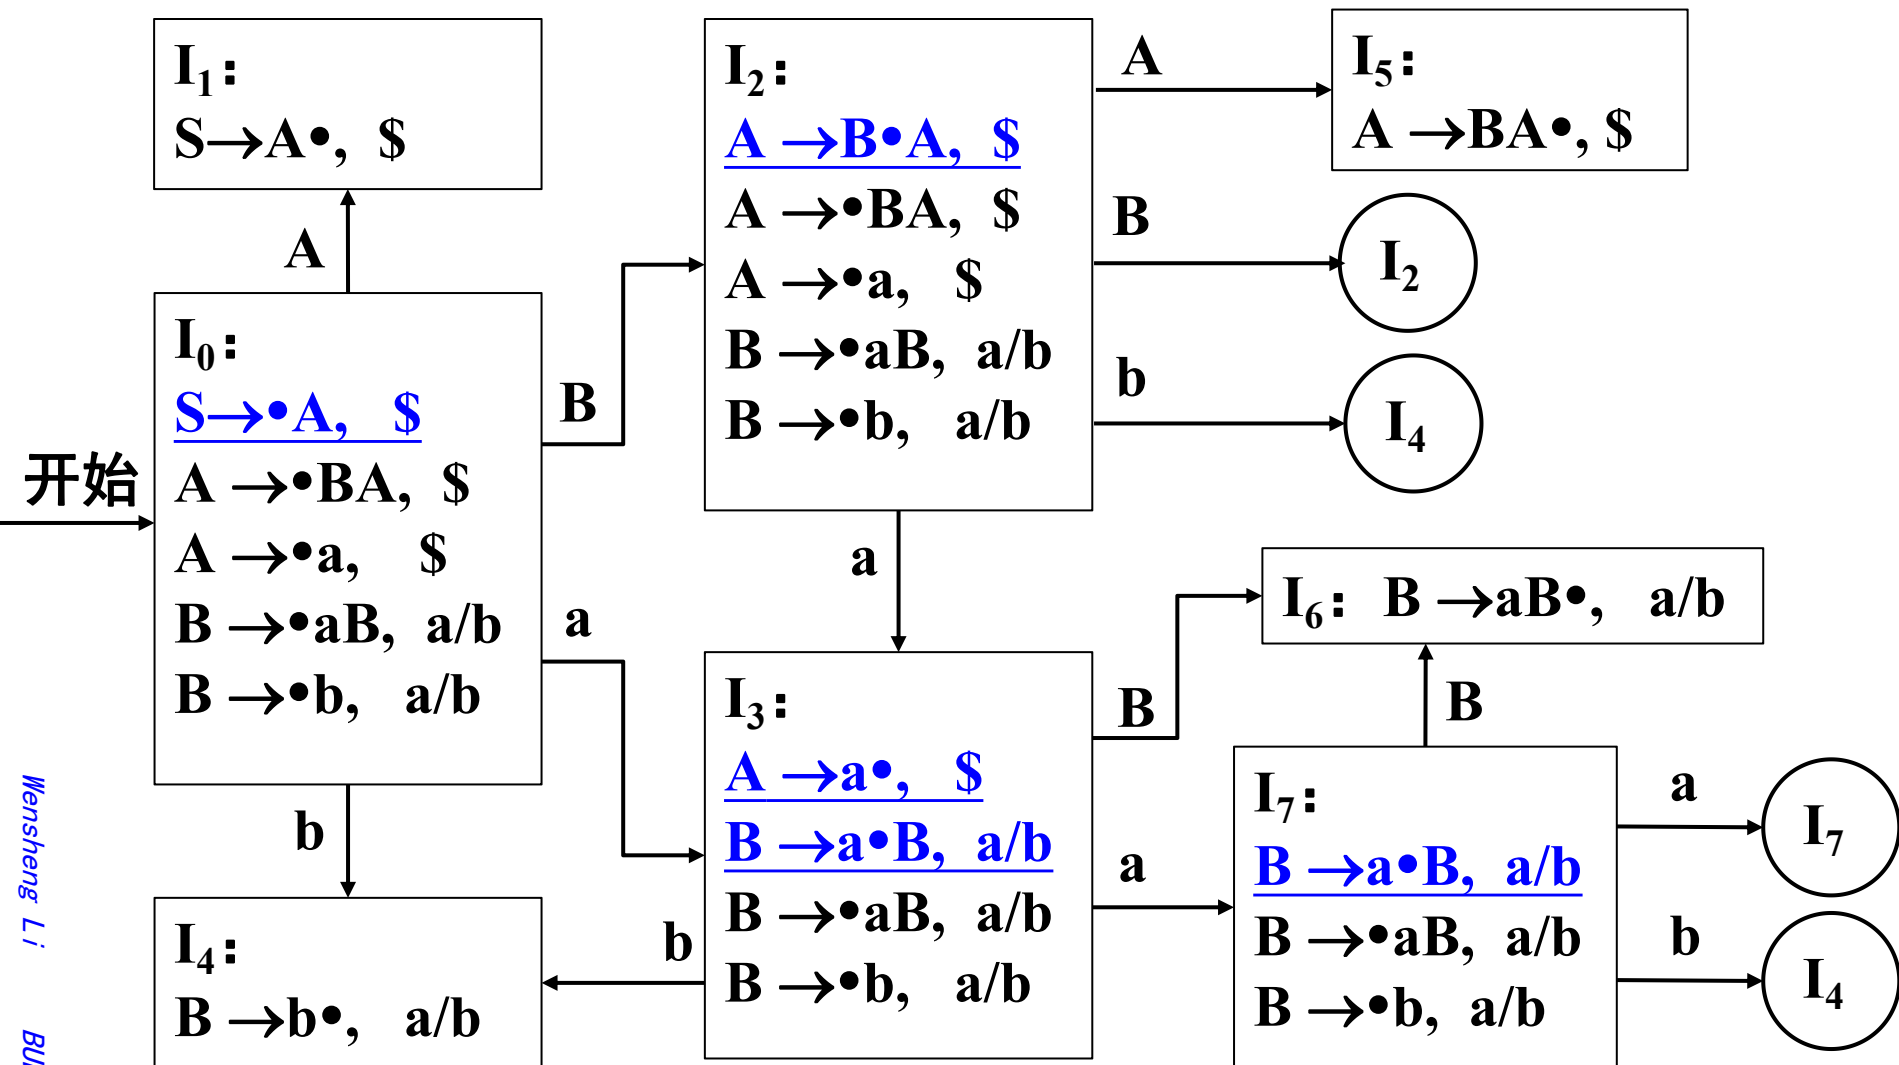 I1:
S→A•, $
A
I0:
S→•A, $
A →•BA, $
A →•a, $
B →•aB, a/b
B →•b, a/b
开始
B
a
b
I4:
B →b•, a/b
I2:
A →B•A, $
A →•BA, $
A →•a, $
B →•aB, a/b
B →•b, a/b
A
I5:
A →BA•, $
B
I2
b
I4
a
I3:
A →a•, $
B →a•B, a/b
B →•aB, a/b
B →•b, a/b
b
B
I6: B →aB•, a/b
B
a
I7:
B →a•B, a/b
B →•aB, a/b
B →•b, a/b
a
I7
b
I4
Wensheng Li